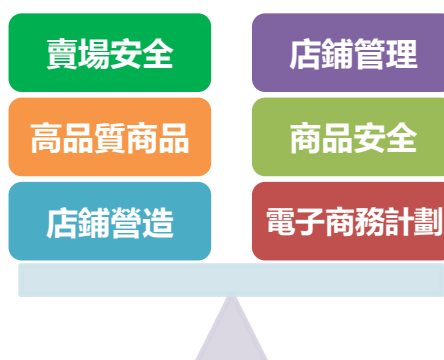 賣場安全
店鋪管理
高品質商品
商品安全
店鋪營造
電子商務計劃